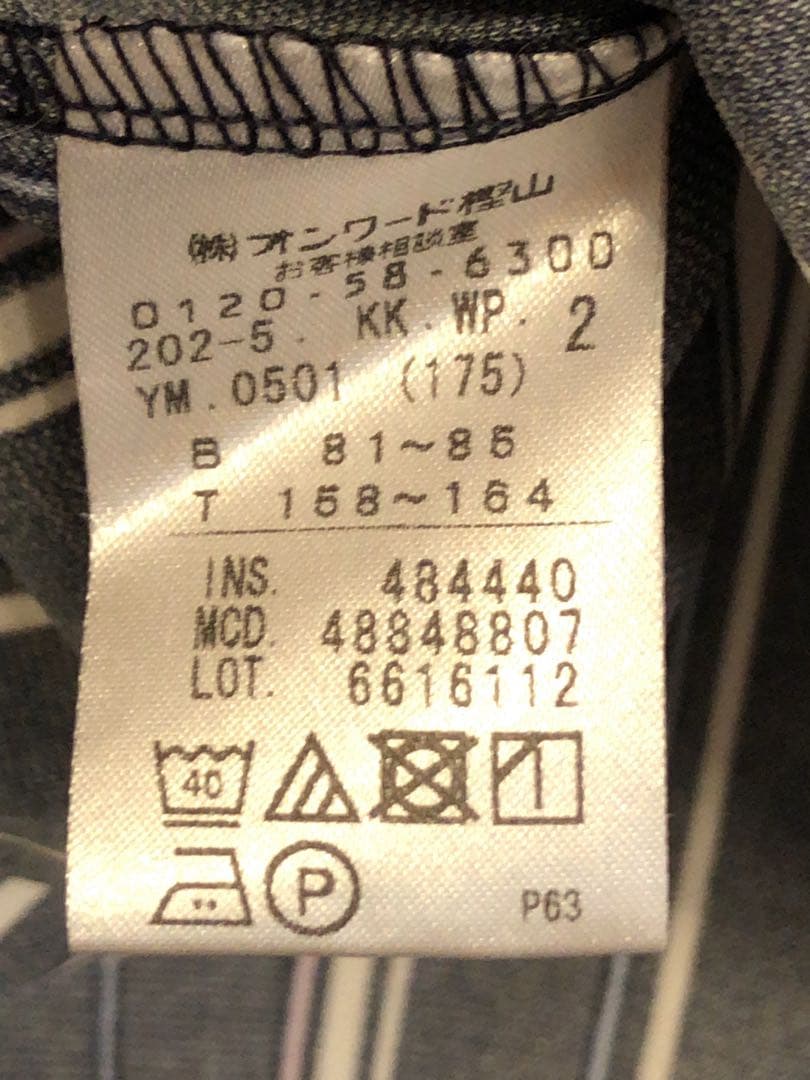 ㈱オンワード樫山
お客様相談室
0120-58-6300
202-5. KK.WP. 2
YM.0501 (175)
B 81～86
T 158～164
INS. 484440
MCD. 48848807
LOT. 6616112
40
P
P63